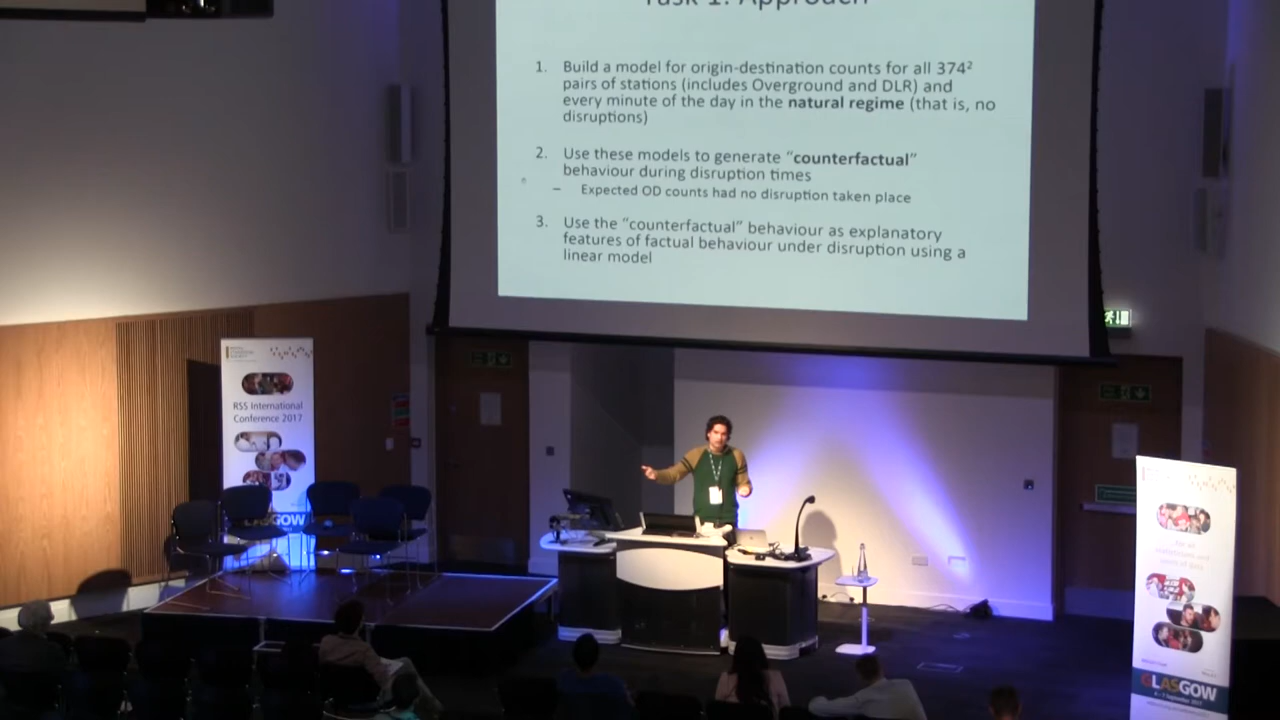 Task 1: Approach
1. Build a model for origin-destination counts for all 374²
pairs of stations (includes Overground and DLR) and
every minute of the day in the natural regime (that is, no
disruptions)
2. Use these models to generate “counterfactual”
behaviour during disruption times
– Expected OD counts had no disruption taken place
3. Use the “counterfactual” behaviour as explanatory
features of factual behaviour under disruption using a
linear model
RSS International
Conference 2017
GLASGOW
GLASGOW